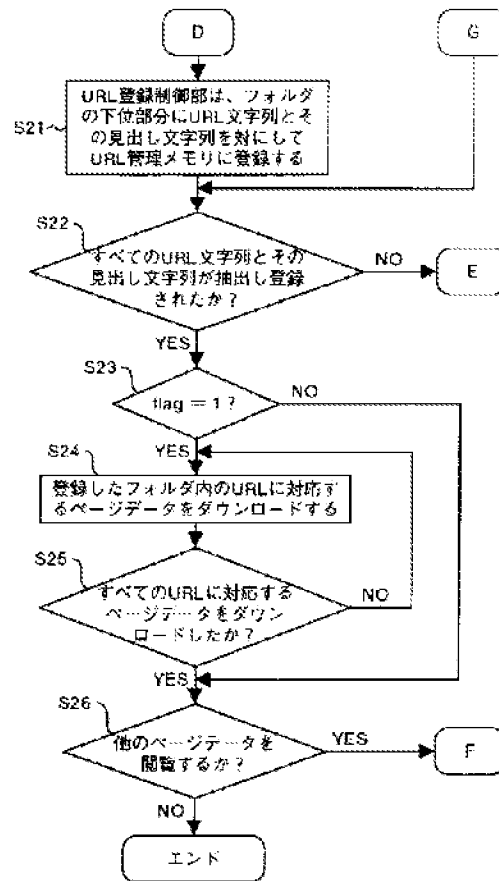 D
G
S21
URL登録制御部は、フォルダ
の下位部分にURL文字列とそ
の見出し文字列を対にして
URL管理メモリに登録する
S22
すべてのURL文字列とその
見出し文字列が抽出し登録
されたか？
NO
E
YES
S23
flag = 1 ?
NO
YES
S24
登録したフォルダ内のURLに対応す
るページデータをダウンロードする
S25
すべてのURLに対応する
ページデータをダウン
ロードしたか？
NO
YES
S26
他のページデータを
閲覧するか？
YES
F
NO
エンド